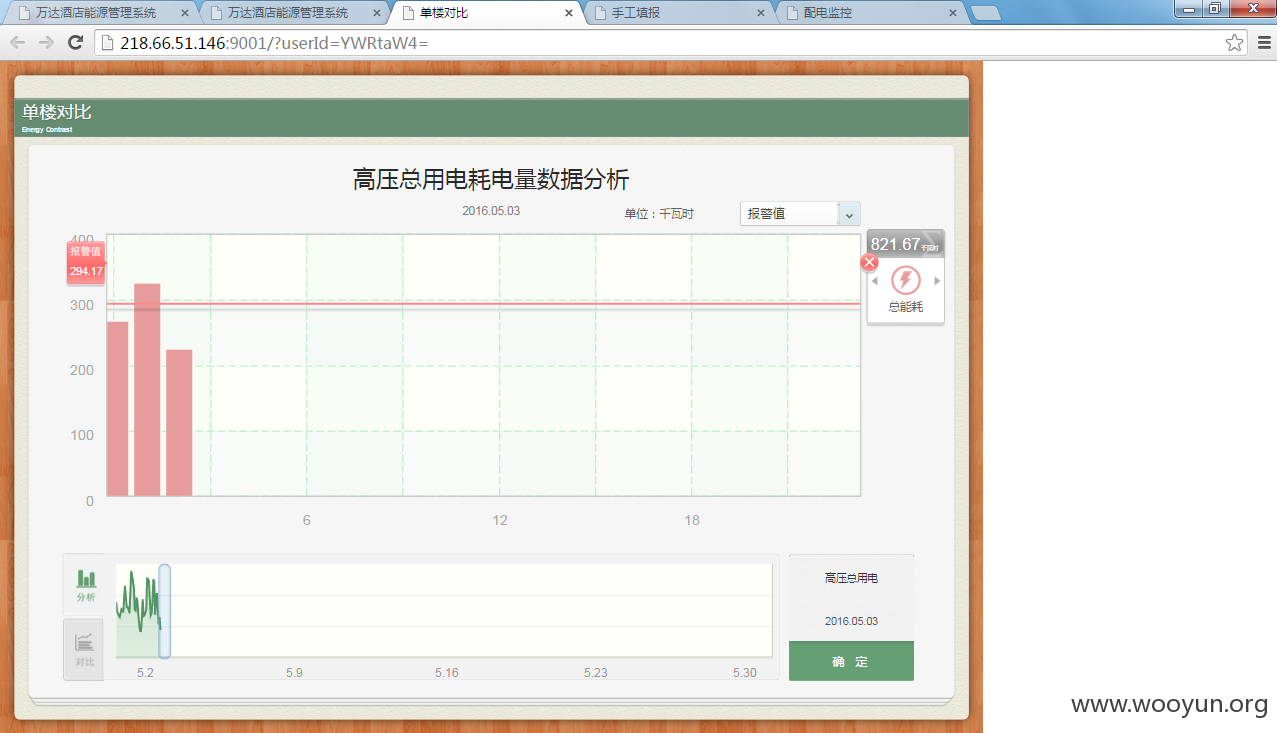 万达酒店能源管理系统 万达酒店能源管理系统 单楼对比 手工填报 配电监控
218.66.51.146:9001/?userId=YWRtaW4=
单楼对比
Energy Contrast
高压总用电耗电量数据分析
2016.05.03 单位：千瓦时 报警值
400
报警值
294.17
821.67 千瓦时
总能耗
300
200
100
0
6 12 18
分析
对比
5.2 5.9 5.16 5.23 5.30
高压总用电
2016.05.03
确 定
www.wooyun.org